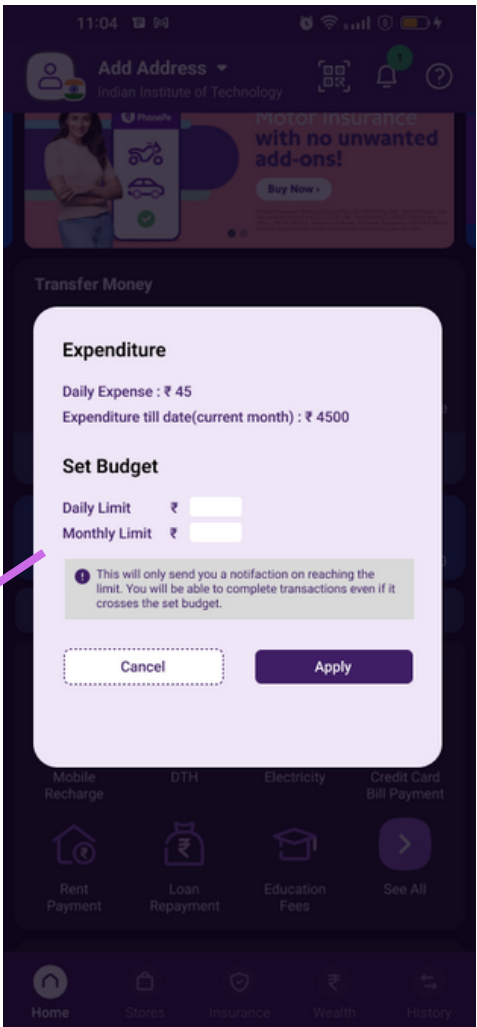 11:04
Add Address
1
Indian Institute of Technology
PhonePe
Motor Insurance
with no unwanted
add-ons!
Buy Now ›
Transfer Money
Expenditure
Daily Expense : ₹ 45
Expenditure till date(current month) : ₹ 4500
Set Budget
Daily Limit ₹
Monthly Limit ₹
This will only send you a notifaction on reaching the
limit. You will be able to complete transactions even if it
crosses the set budget.
Cancel
Apply
Mobile
Recharge
DTH
Electricity
Credit Card
Bill Payment
Rent
Payment
Loan
Repayment
Education
Fees
See All
Home
Stores
Insurance
Wealth
History